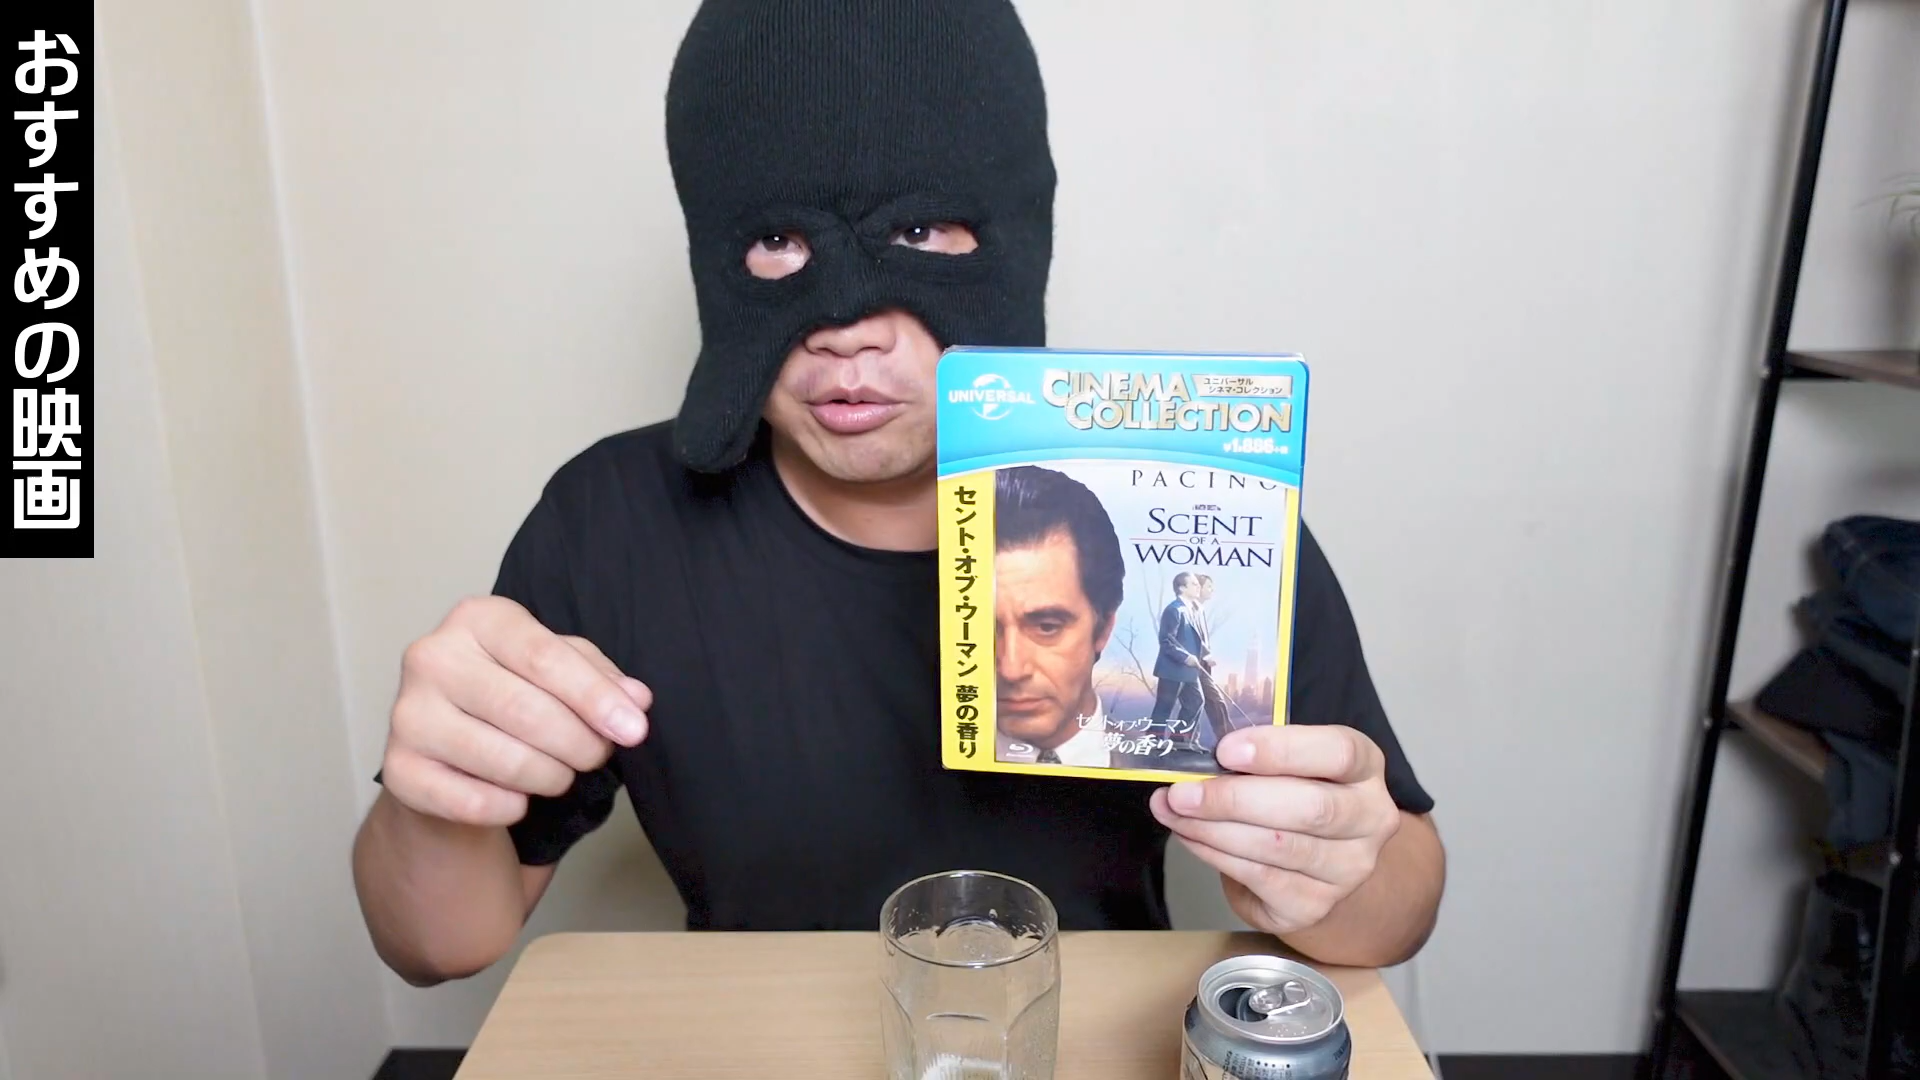 おすすめの映画
UNIVERSAL
CINEMA COLLECTION
ユニバーサル
シネマ・コレクション
¥1,886+税
PACINO
SCENT
OF A
WOMAN
セント・オブ・ウーマン 夢の香り
セント・オブ・ウーマン
夢の香り